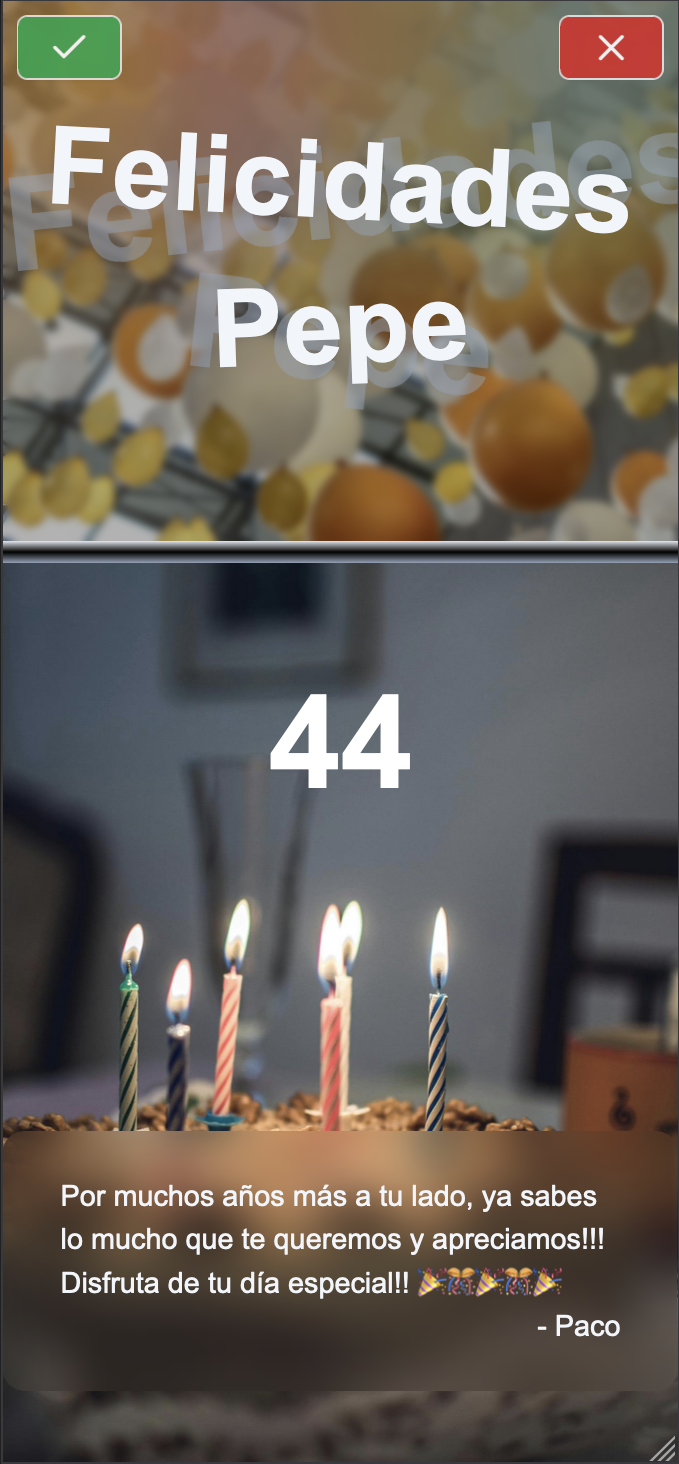 Felicidades
Pepe
44
Por muchos años más a tu lado, ya sabes
lo mucho que te queremos y apreciamos!!!
Disfruta de tu día especial!! 🎉🎊🎉🎊🎉
- Paco